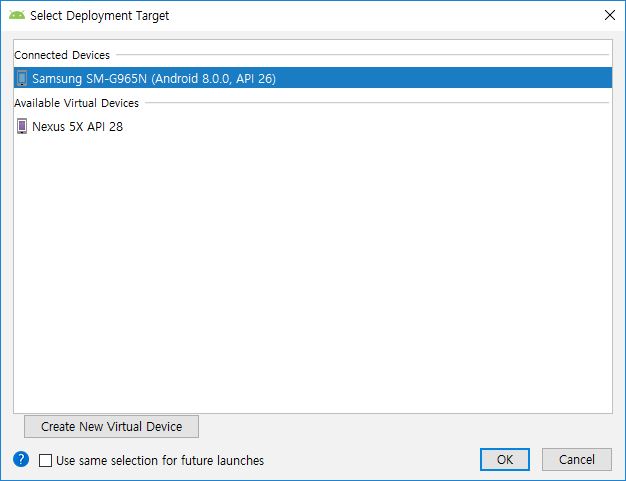 Select Deployment Target
Connected Devices
Samsung SM-G965N (Android 8.0.0, API 26)
Available Virtual Devices
Nexus 5X API 28
Create New Virtual Device
? Use same selection for future launches
OK Cancel